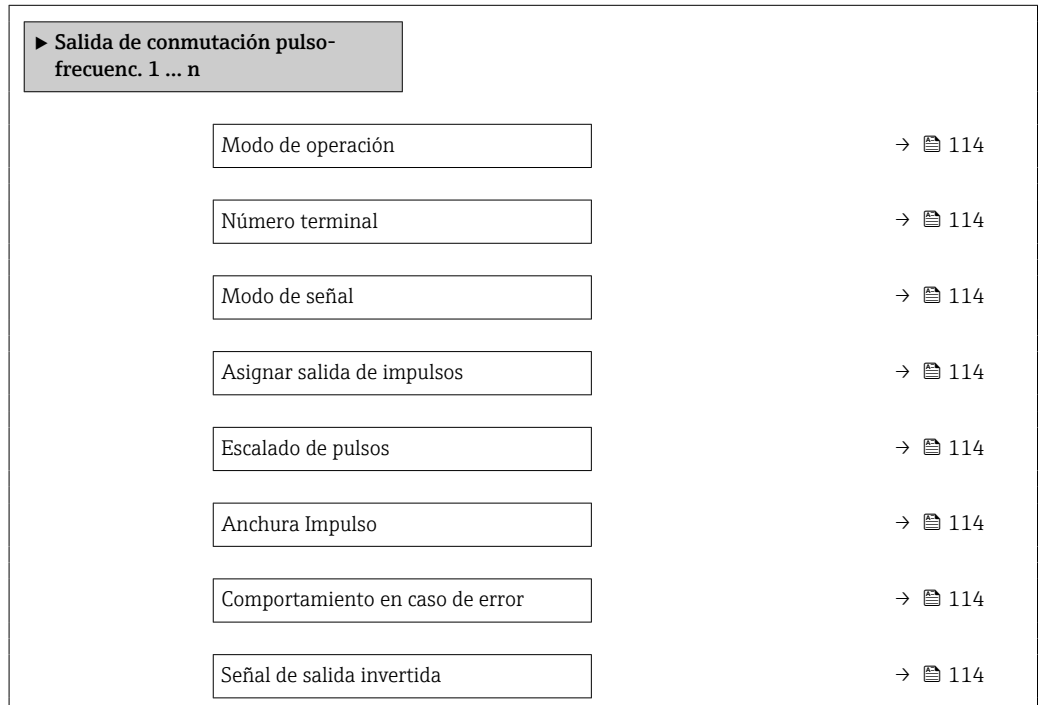 ▶ Salida de conmutación pulso-
frecuenc. 1 ... n
Modo de operación → 🖹 114
Número terminal → 🖹 114
Modo de señal → 🖹 114
Asignar salida de impulsos → 🖹 114
Escalado de pulsos → 🖹 114
Anchura Impulso → 🖹 114
Comportamiento en caso de error → 🖹 114
Señal de salida invertida → 🖹 114